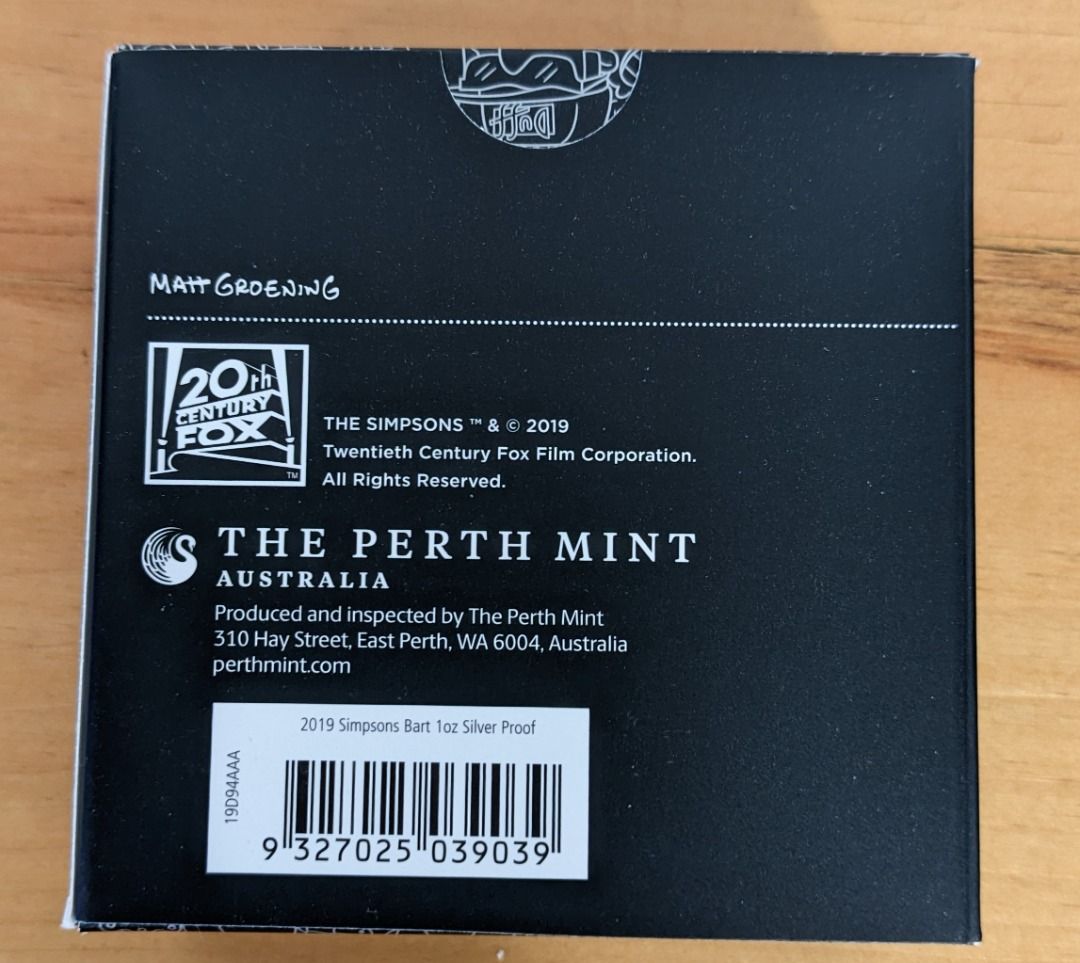 Duff
MATT GROENING
20th
CENTURY
FOX
TM
THE SIMPSONS ™ & © 2019
Twentieth Century Fox Film Corporation.
All Rights Reserved.
THE PERTH MINT
AUSTRALIA
Produced and inspected by The Perth Mint
310 Hay Street, East Perth, WA 6004, Australia
perthmint.com
2019 Simpsons Bart 1oz Silver Proof
19D94AAA
9 327025 039039